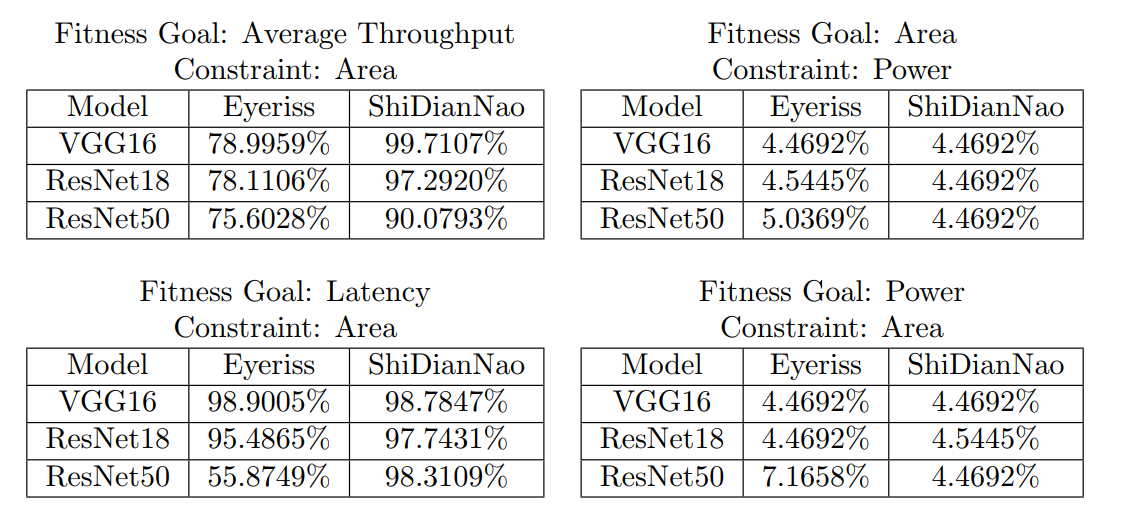 Fitness Goal: Average Throughput
Constraint: Area
Model Eyeriss ShiDianNao
VGG16 78.9959% 99.7107%
ResNet18 78.1106% 97.2920%
ResNet50 75.6028% 90.0793%
Fitness Goal: Area
Constraint: Power
Model Eyeriss ShiDianNao
VGG16 4.4692% 4.4692%
ResNet18 4.5445% 4.4692%
ResNet50 5.0369% 4.4692%
Fitness Goal: Latency
Constraint: Area
Model Eyeriss ShiDianNao
VGG16 98.9005% 98.7847%
ResNet18 95.4865% 97.7431%
ResNet50 55.8749% 98.3109%
Fitness Goal: Power
Constraint: Area
Model Eyeriss ShiDianNao
VGG16 4.4692% 4.4692%
ResNet18 4.4692% 4.5445%
ResNet50 7.1658% 4.4692%